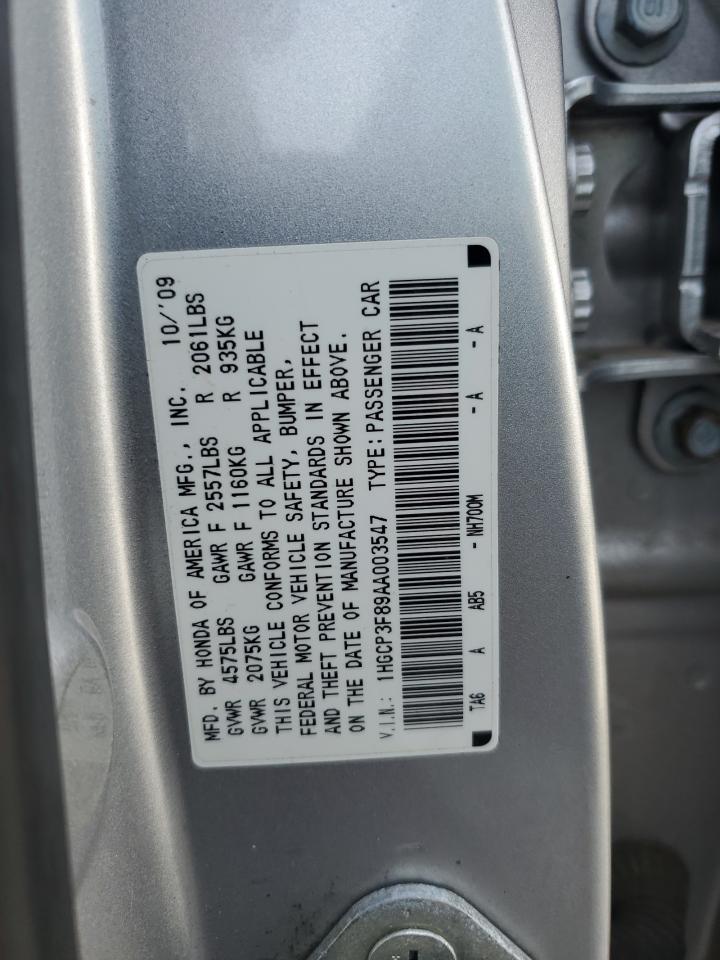 MFD. BY HONDA OF AMERICA MFG., INC. 10/'09
GVWR 4575LBS GAWR F 2557LBS R 2061LBS
GVWR 2075KG GAWR F 1160KG R 935KG
THIS VEHICLE CONFORMS TO ALL APPLICABLE
FEDERAL MOTOR VEHICLE SAFETY, BUMPER,
AND THEFT PREVENTION STANDARDS IN EFFECT
ON THE DATE OF MANUFACTURE SHOWN ABOVE.
V.I.N.: 1HGCP3F89AA003547 TYPE: PASSENGER CAR
TA6 A AB5 - NH700M - A - A